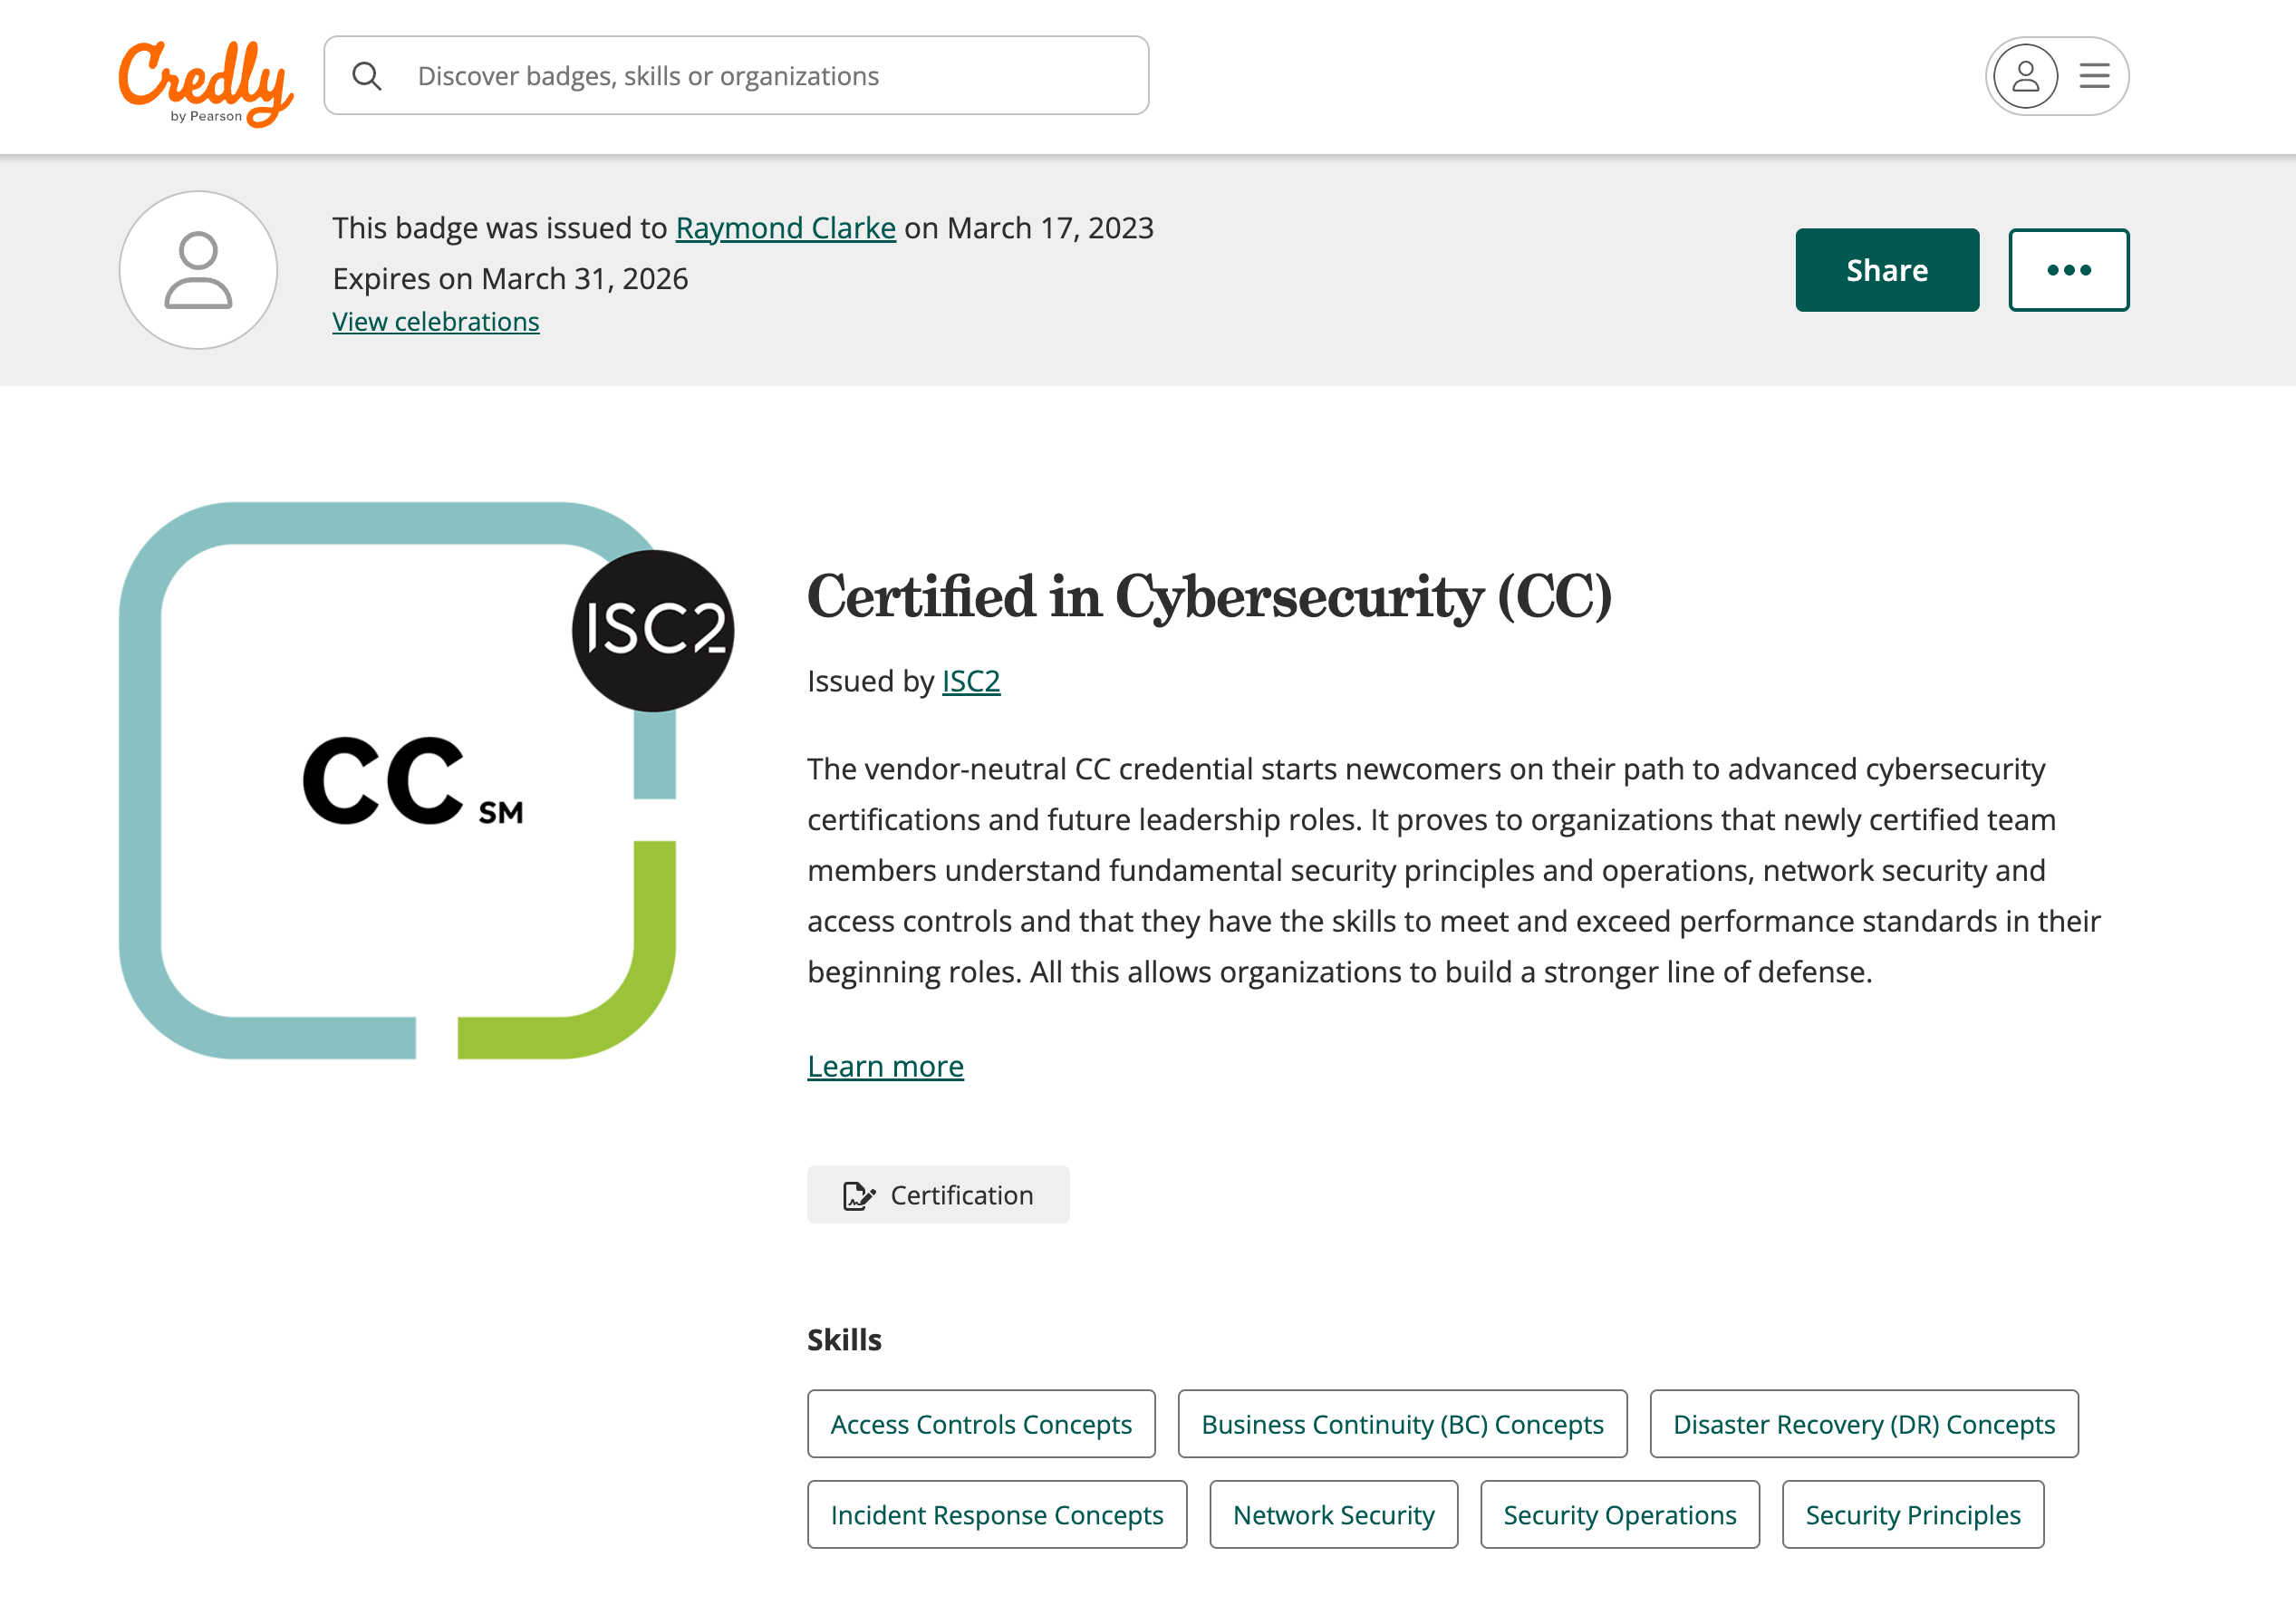 Credly
by Pearson
Discover badges, skills or organizations
This badge was issued to Raymond Clarke on March 17, 2023
Expires on March 31, 2026
View celebrations
Share
ISC2
CC SM
Certified in Cybersecurity (CC)
Issued by ISC2
The vendor-neutral CC credential starts newcomers on their path to advanced cybersecurity
certifications and future leadership roles. It proves to organizations that newly certified team
members understand fundamental security principles and operations, network security and
access controls and that they have the skills to meet and exceed performance standards in their
beginning roles. All this allows organizations to build a stronger line of defense.
Learn more
Certification
Skills
Access Controls Concepts
Business Continuity (BC) Concepts
Disaster Recovery (DR) Concepts
Incident Response Concepts
Network Security
Security Operations
Security Principles